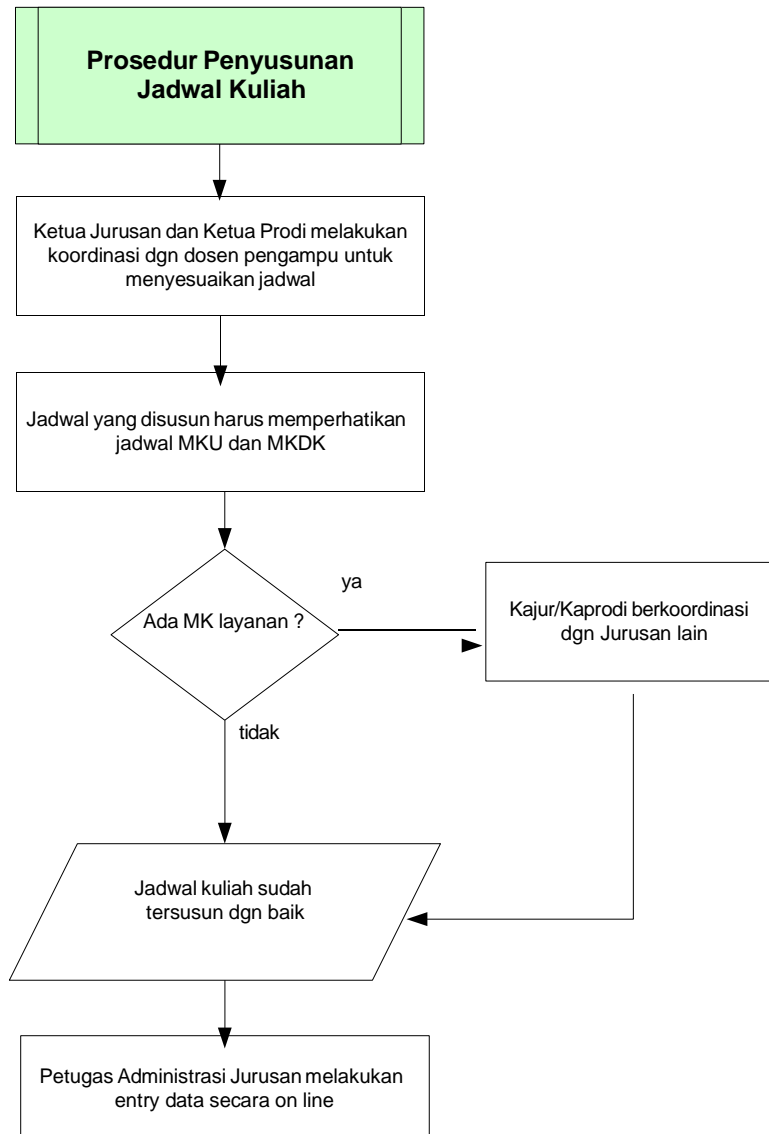 Prosedur Penyusunan
Jadwal Kuliah
Ketua Jurusan dan Ketua Prodi melakukan
koordinasi dgn dosen pengampu untuk
menyesuaikan jadwal
Jadwal yang disusun harus memperhatikan
jadwal MKU dan MKDK
Ada MK layanan ?
ya
Kajur/Kaprodi berkoordinasi
dgn Jurusan lain
tidak
Jadwal kuliah sudah
tersusun dgn baik
Petugas Administrasi Jurusan melakukan
entry data secara on line